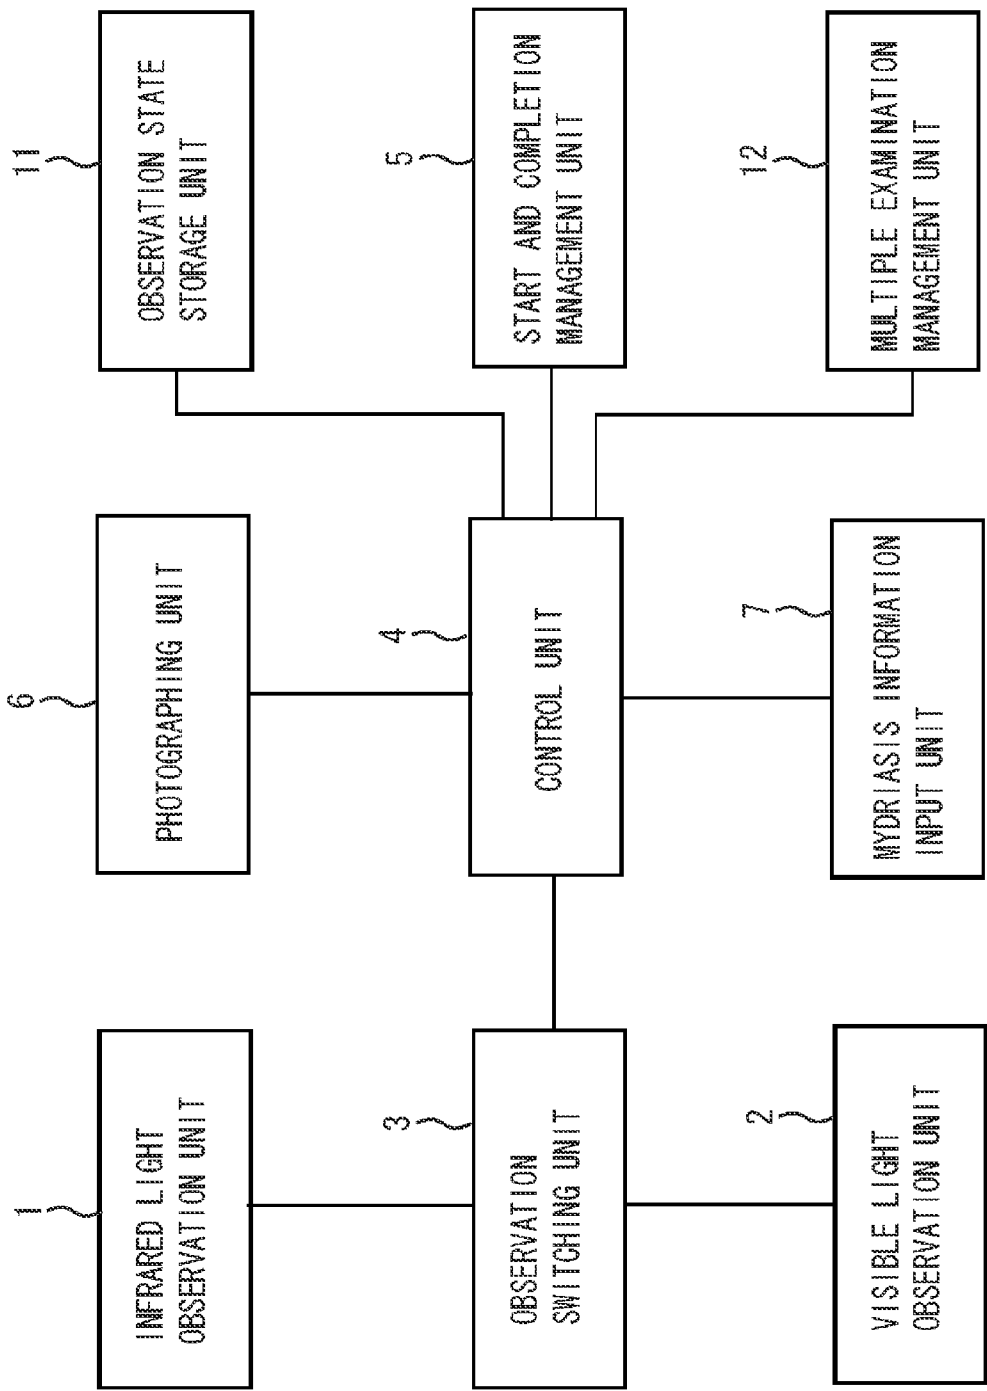 1
INFRARED LIGHT
OBSERVATION UNIT
6
PHOTOGRAPHING UNIT
11
OBSERVATION STATE
STORAGE UNIT
3
OBSERVATION
SWITCHING UNIT
4
CONTROL UNIT
5
START AND COMPLETION
MANAGEMENT UNIT
2
VISIBLE LIGHT
OBSERVATION UNIT
7
MYDRIASIS INFORMATION
INPUT UNIT
12
MULTIPLE EXAMINATION
MANAGEMENT UNIT